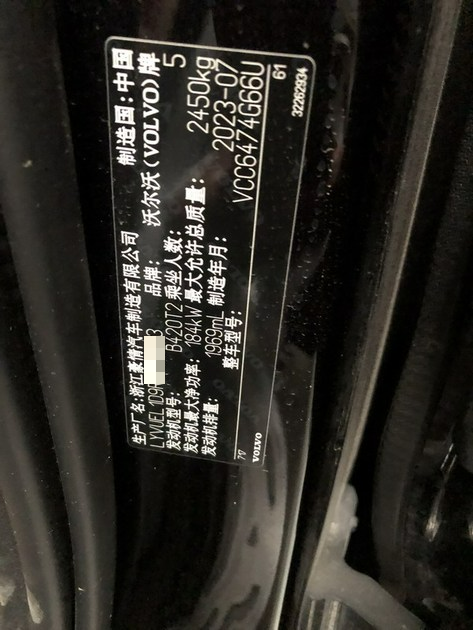 生产厂名:浙江豪情汽车制造有限公司 制造国:中国
LYVUEL1D9 3 品牌: 沃尔沃(VOLVO)牌
发动机型号: B420T2 乘坐人数: 5
发动机最大净功率: 184kW 最大允许总质量: 2450kg
发动机排量: 1969mL 制造年月: 2023-07
整车型号: VCC6474G66U
79 61
VOLVO 32262934